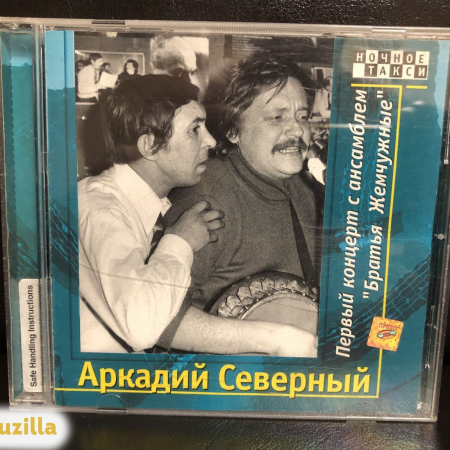 НОЧНОЕ
ТАКСИ
Первый концерт с ансамблем
"Братья Жемчужные"
Аркадий Северный
Safe Handling Instructions
uzilla